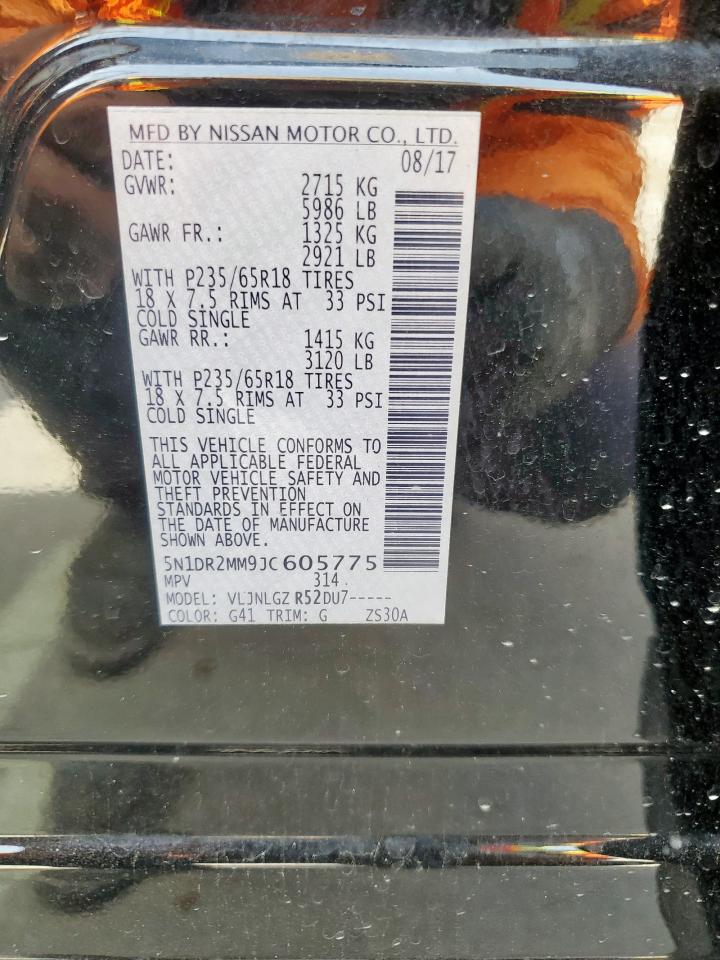 MFD BY NISSAN MOTOR CO., LTD.
DATE: 08/17
GVWR: 2715 KG
5986 LB
GAWR FR.: 1325 KG
2921 LB
WITH P235/65R18 TIRES
18 X 7.5 RIMS AT 33 PSI
COLD SINGLE
GAWR RR.: 1415 KG
3120 LB
WITH P235/65R18 TIRES
18 X 7.5 RIMS AT 33 PSI
COLD SINGLE
THIS VEHICLE CONFORMS TO
ALL APPLICABLE FEDERAL
MOTOR VEHICLE SAFETY AND
THEFT PREVENTION
STANDARDS IN EFFECT ON
THE DATE OF MANUFACTURE
SHOWN ABOVE.
5N1DR2MM9JC605775
MPV 314
MODEL: VLJNLGZ R52DU7-----
COLOR: G41 TRIM: G ZS30A